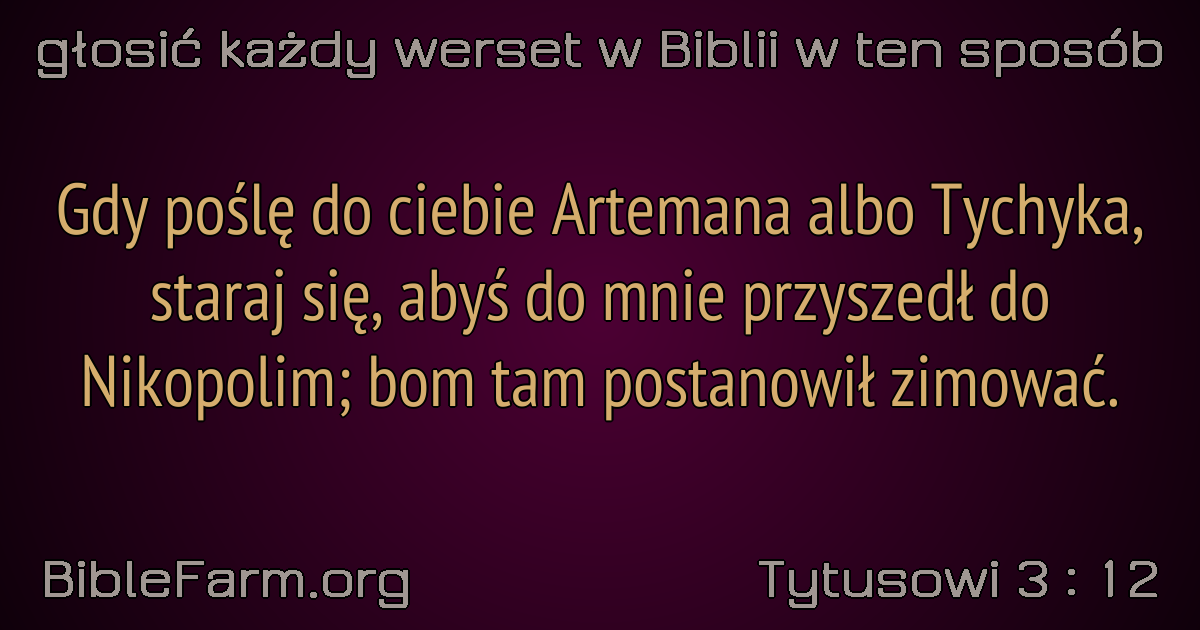 głosić każdy werset w Biblii w ten sposób
Gdy poślę do ciebie Artemana albo Tychyka,
staraj się, abyś do mnie przyszedł do
Nikopolim; bom tam postanowił zimować.
BibleFarm.org
Tytusowi 3 : 12